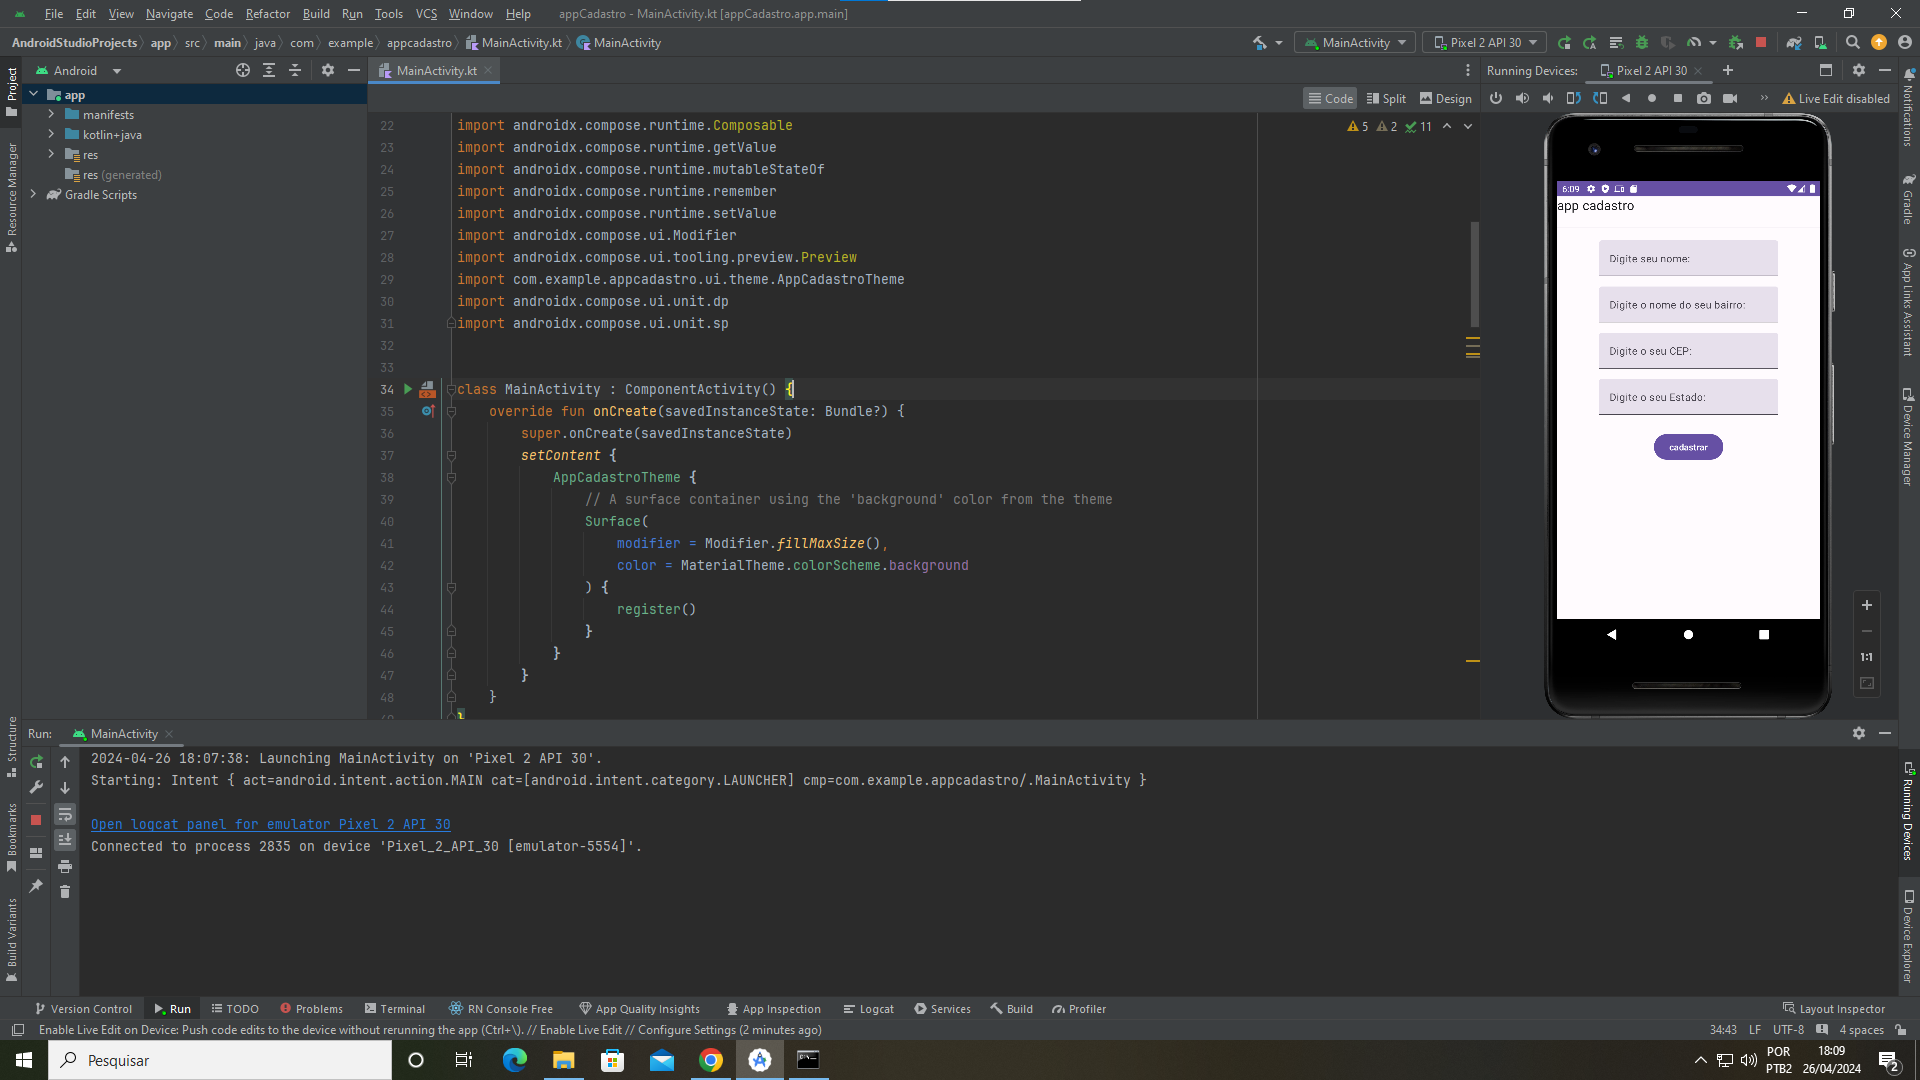 File Edit View Navigate Code Refactor Build Run Tools VCS Window Help appCadastro - MainActivity.kt [appCadastro.app.main]
AndroidStudioProjects app src main java com example appcadastro MainActivity.kt MainActivity
MainActivity Pixel 2 API 30
Android
MainActivity.kt
Running Devices: Pixel 2 API 30
Code Split Design
Live Edit disabled
Project
Resource Manager
Structure
Bookmarks
Build Variants
app
manifests
kotlin+java
res
res (generated)
Gradle Scripts
5 2 11
22 import androidx.compose.runtime.Composable
23 import androidx.compose.runtime.getValue
24 import androidx.compose.runtime.mutableStateOf
25 import androidx.compose.runtime.remember
26 import androidx.compose.runtime.setValue
27 import androidx.compose.ui.Modifier
28 import androidx.compose.ui.tooling.preview.Preview
29 import com.example.appcadastro.ui.theme.AppCadastroTheme
30 import androidx.compose.ui.unit.dp
31 import androidx.compose.ui.unit.sp
32
33
34 class MainActivity : ComponentActivity() {
35 override fun onCreate(savedInstanceState: Bundle?) {
36 super.onCreate(savedInstanceState)
37 setContent {
38 AppCadastroTheme {
39 // A surface container using the 'background' color from the theme
40 Surface(
41 modifier = Modifier.fillMaxSize(),
42 color = MaterialTheme.colorScheme.background
43 ) {
44 register()
45 }
46 }
47 }
48 }
49 }
6:09
app cadastro
Digite seu nome:
Digite o nome do seu bairro:
Digite o seu CEP:
Digite o seu Estado:
cadastrar
1:1
Notifications
Gradle
App Links Assistant
Device Manager
Running Devices
Device Explorer
Run: MainActivity
2024-04-26 18:07:38: Launching MainActivity on 'Pixel 2 API 30'.
Starting: Intent { act=android.intent.action.MAIN cat=[android.intent.category.LAUNCHER] cmp=com.example.appcadastro/.MainActivity }
Open logcat panel for emulator Pixel 2 API 30
Connected to process 2835 on device 'Pixel_2_API_30 [emulator-5554]'.
Version Control Run TODO Problems Terminal RN Console Free App Quality Insights App Inspection Logcat Services Build Profiler Layout Inspector
Enable Live Edit on Device: Push code edits to the device without rerunning the app (Ctrl+\). // Enable Live Edit // Configure Settings (2 minutes ago)
34:43 LF UTF-8 4 spaces
Pesquisar
POR
PTB2
18:09
26/04/2024
2